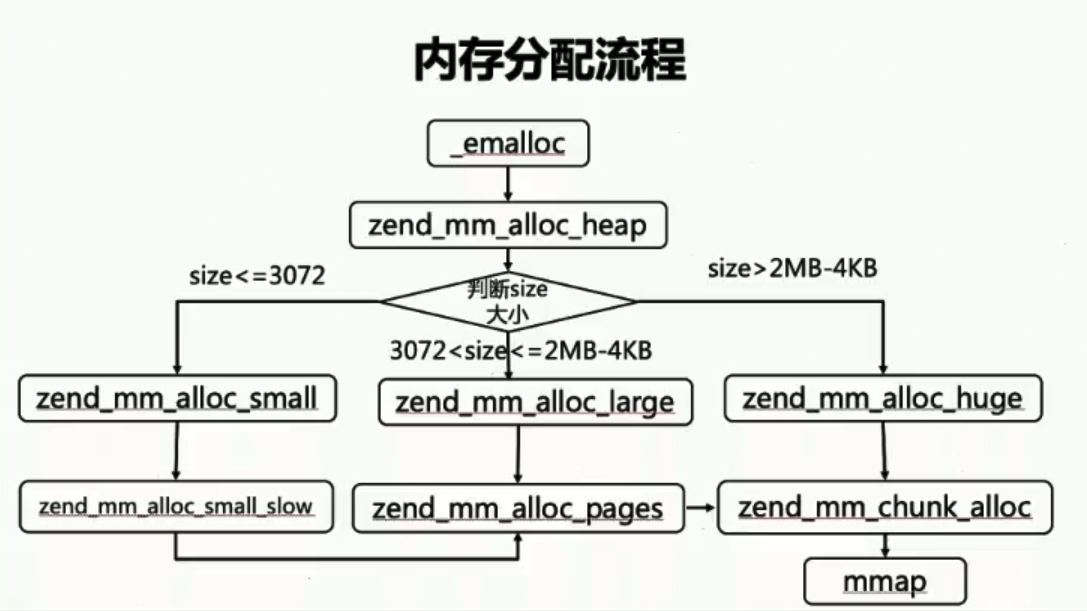 内存分配流程
_emalloc
zend_mm_alloc_heap
size<=3072
size>2MB-4KB
判断size
大小
3072<size<=2MB-4KB
zend_mm_alloc_small
zend_mm_alloc_large
zend_mm_alloc_huge
zend_mm_alloc_small_slow
zend_mm_alloc_pages
zend_mm_chunk_alloc
mmap